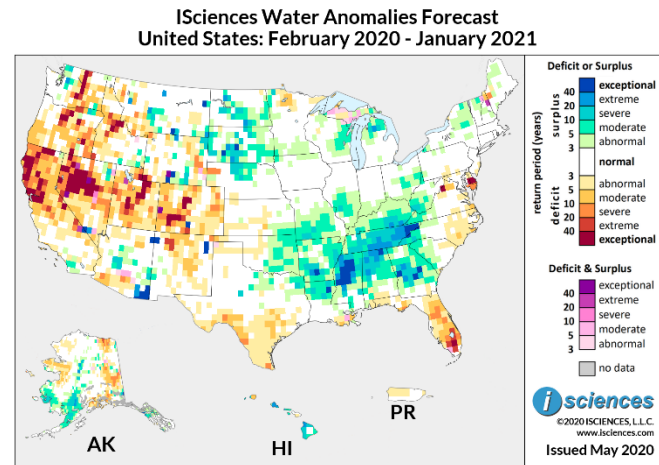 ISciences Water Anomalies Forecast
United States: February 2020 - January 2021
Deficit or Surplus
return period (years)
surplus
deficit
40 exceptional
20 extreme
10 severe
5 moderate
3 abnormal
normal
3 abnormal
5 moderate
10 severe
20 extreme
40 exceptional
Deficit & Surplus
40 exceptional
20 extreme
10 severe
5 moderate
3 abnormal
no data
i sciences
©2020 ISCIENCES, L.L.C.
www.isciences.com
Issued May 2020
AK
HI
PR